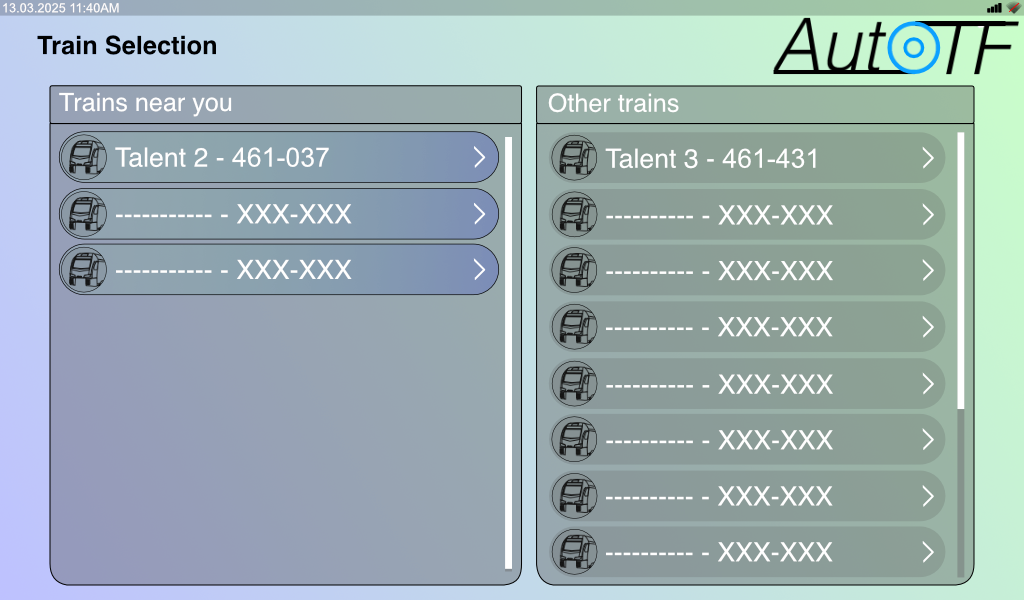 13.03.2025 11:40AM
AutOTF
Train Selection
Trains near you
Talent 2 - 461-037
----------- - XXX-XXX
----------- - XXX-XXX
Other trains
Talent 3 - 461-431
---------- - XXX-XXX
---------- - XXX-XXX
---------- - XXX-XXX
---------- - XXX-XXX
---------- - XXX-XXX
---------- - XXX-XXX
---------- - XXX-XXX